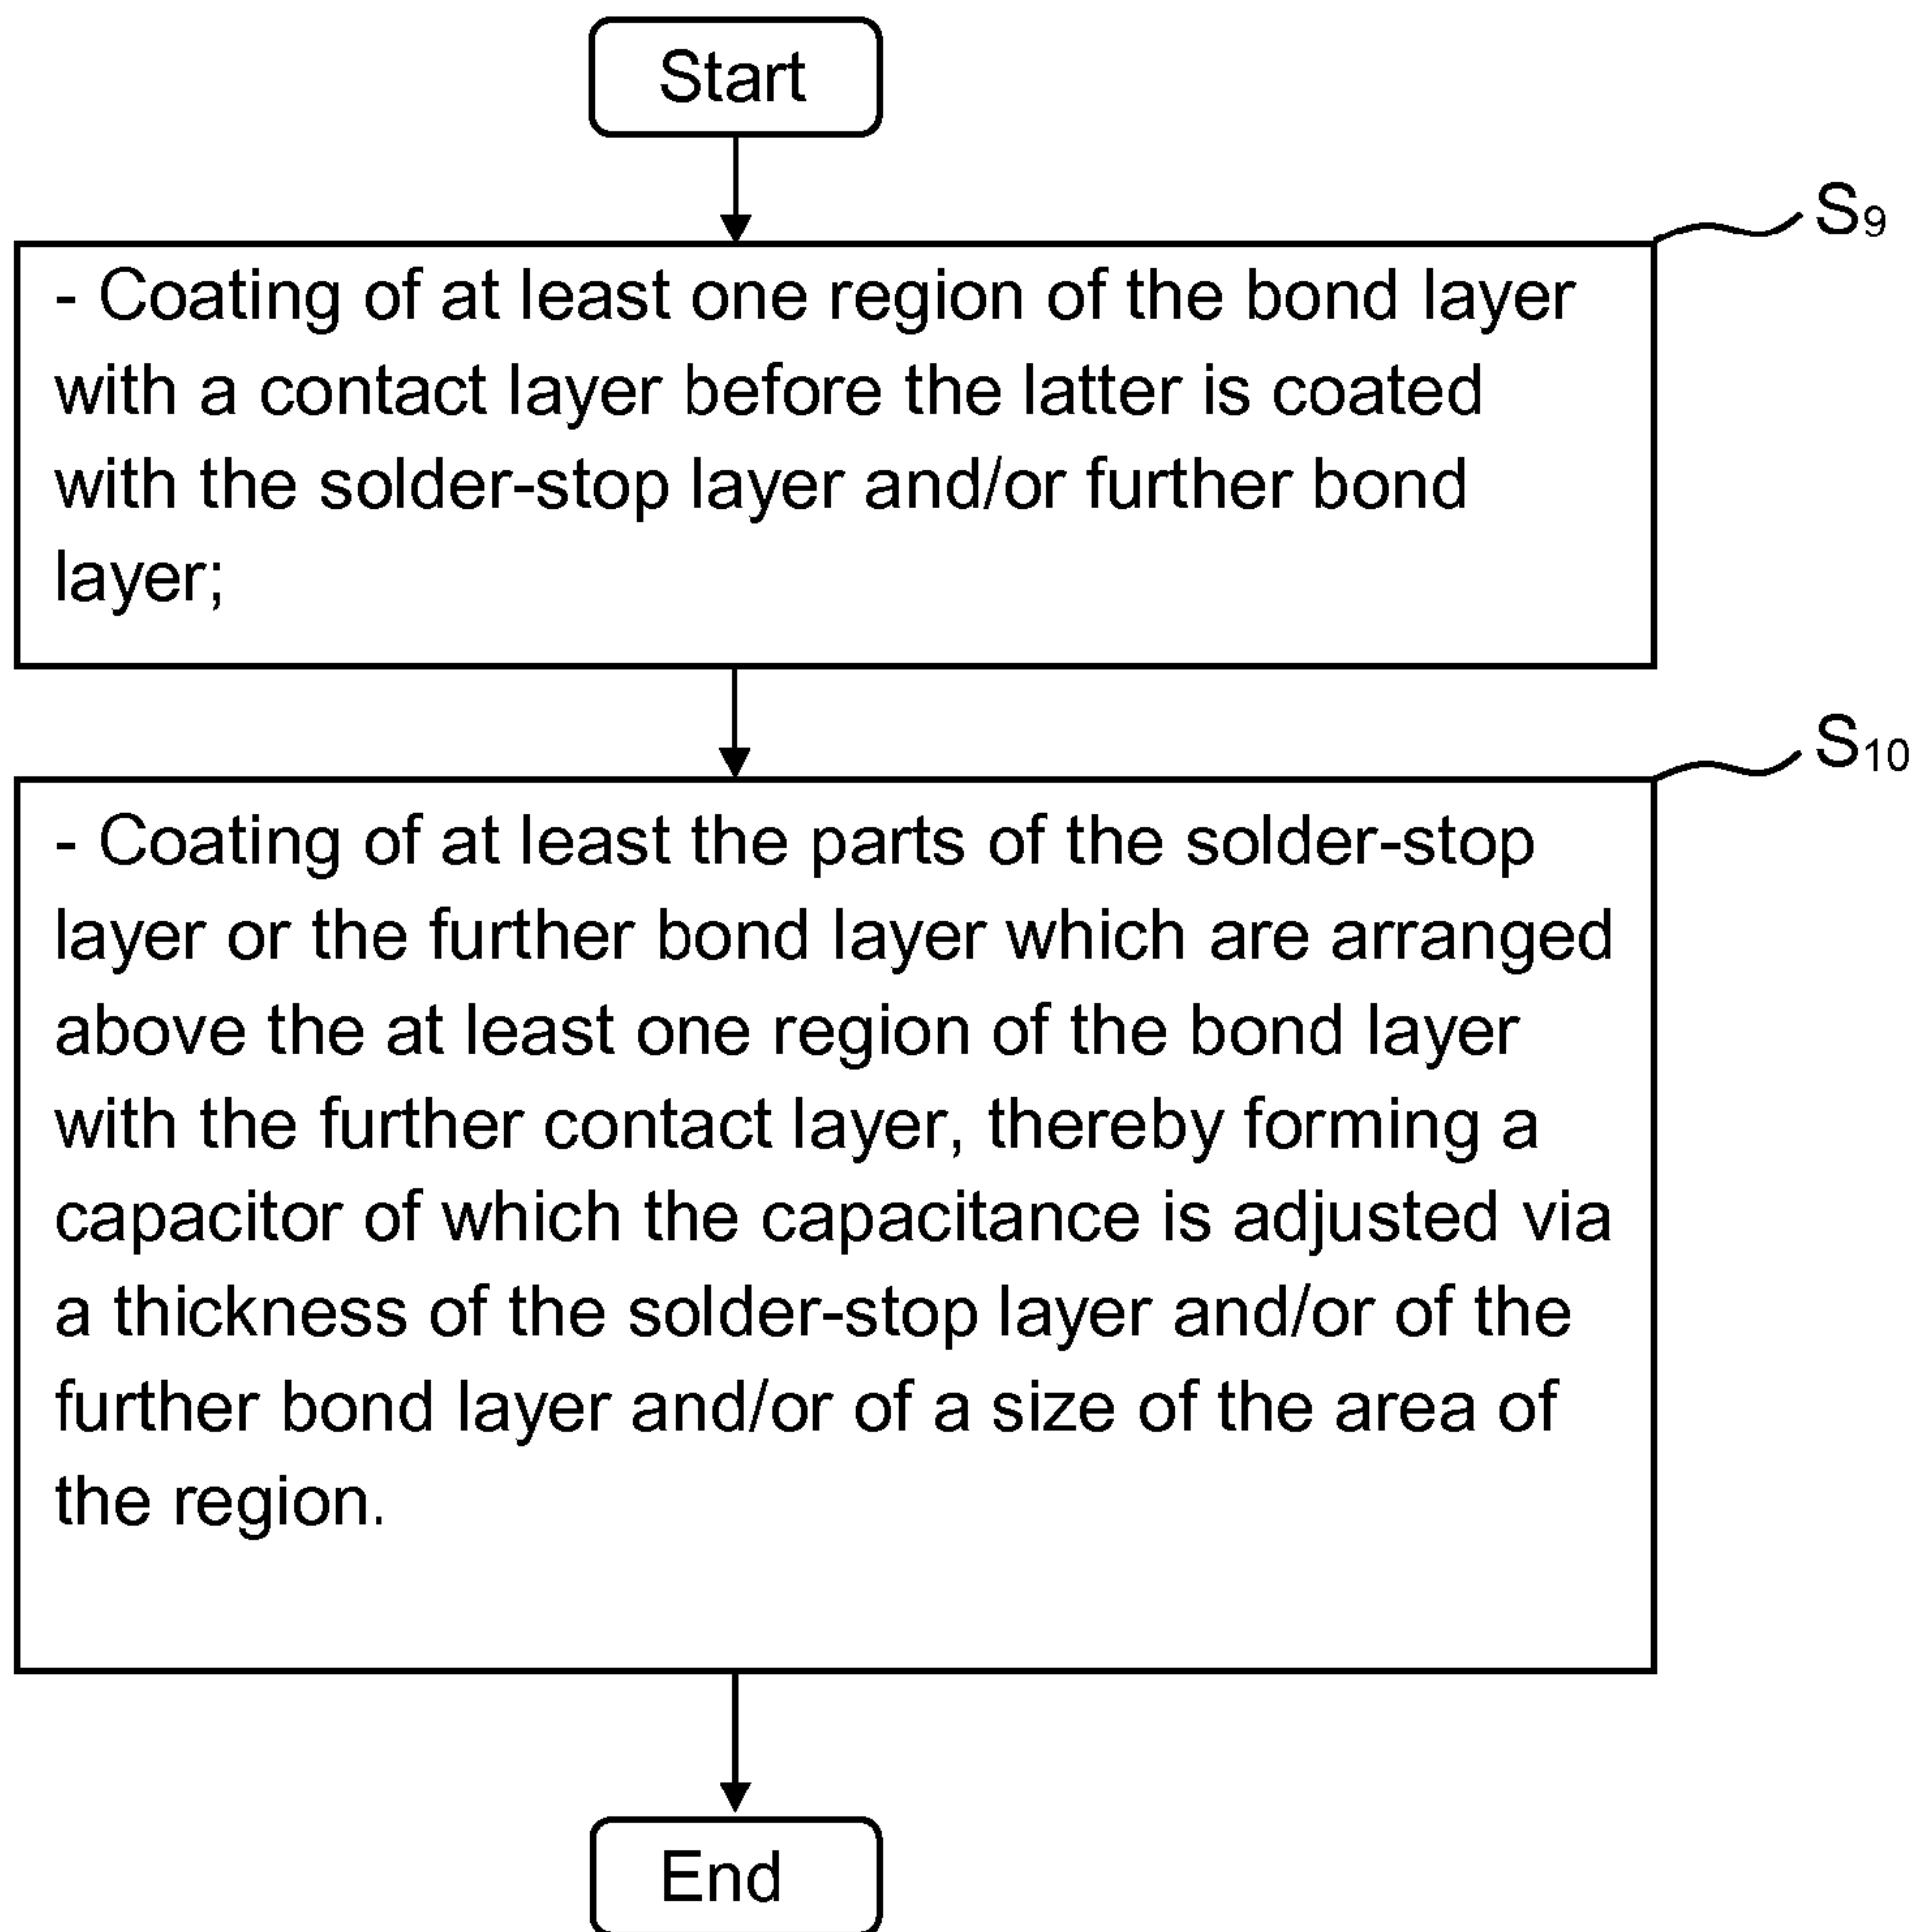 Start
S9
- Coating of at least one region of the bond layer
with a contact layer before the latter is coated
with the solder-stop layer and/or further bond
layer;
S10
- Coating of at least the parts of the solder-stop
layer or the further bond layer which are arranged
above the at least one region of the bond layer
with the further contact layer, thereby forming a
capacitor of which the capacitance is adjusted via
a thickness of the solder-stop layer and/or of the
further bond layer and/or of a size of the area of
the region.
End